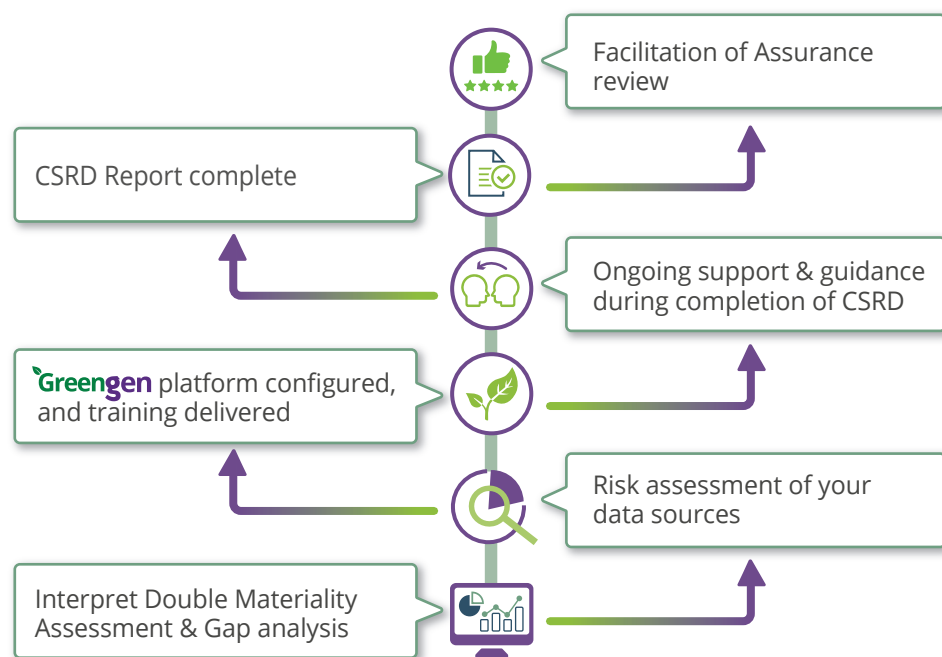 Facilitation of Assurance
review
CSRD Report complete
Ongoing support & guidance
during completion of CSRD
Greengen platform configured,
and training delivered
Risk assessment of your
data sources
Interpret Double Materiality
Assessment & Gap analysis